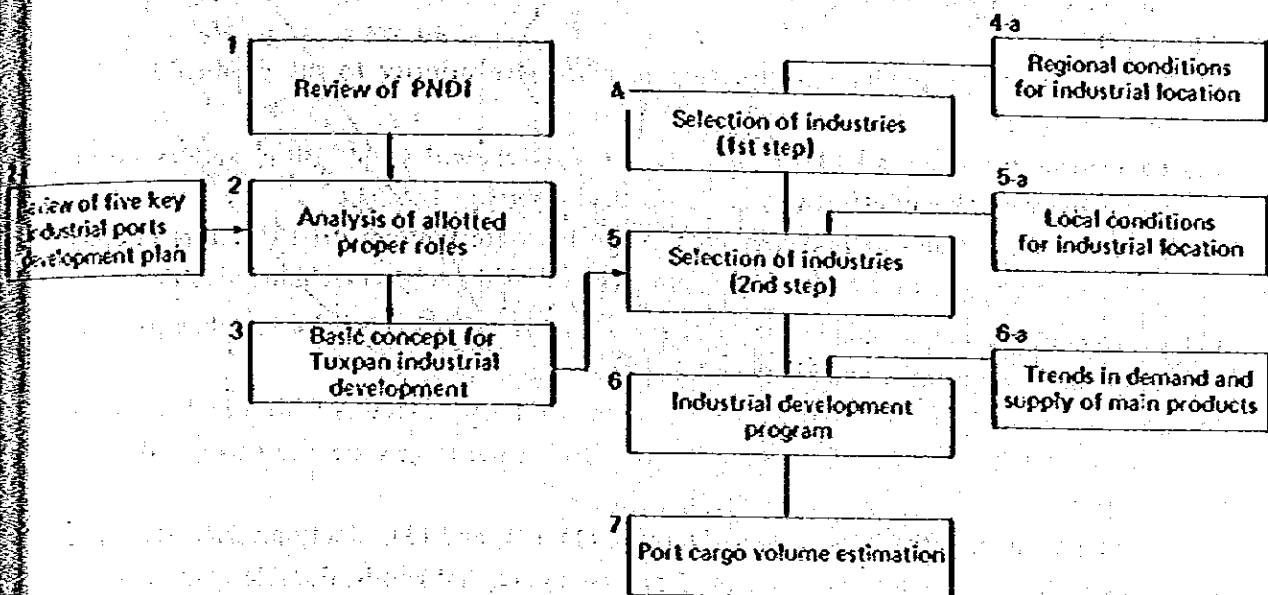 1
Review of PNDI
2
Analysis of allotted
proper roles
of five key
industrial ports
development plan
3
Basic concept for
Tuxpan industrial
development
4
Selection of industries
(1st step)
4-a
Regional conditions
for industrial location
5
Selection of industries
(2nd step)
5-a
Local conditions
for industrial location
6
Industrial development
program
6-a
Trends in demand and
supply of main products
7
Port cargo volume estimation